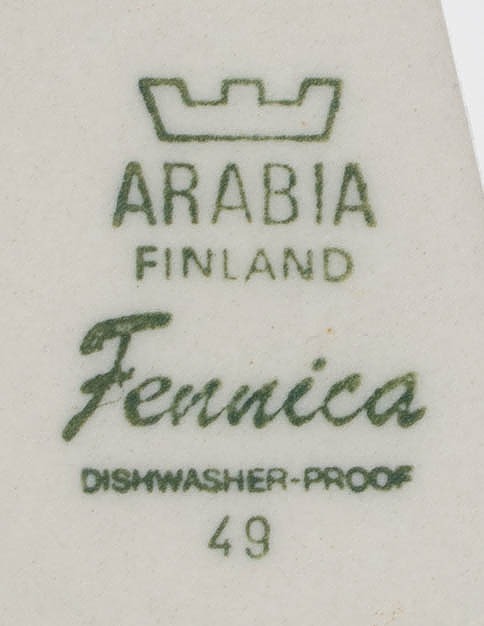 ARABIA
FINLAND
Fennica
DISHWASHER-PROOF
49